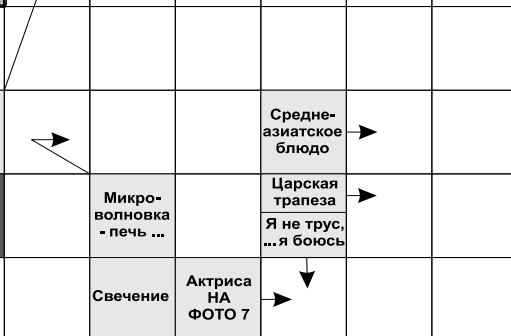 Средне-
азиатское
блюдо
Микро-
волновка
- печь ...
Царская
трапеза
Я не трус,
...я боюсь
Свечение
Актриса
НА
ФОТО 7